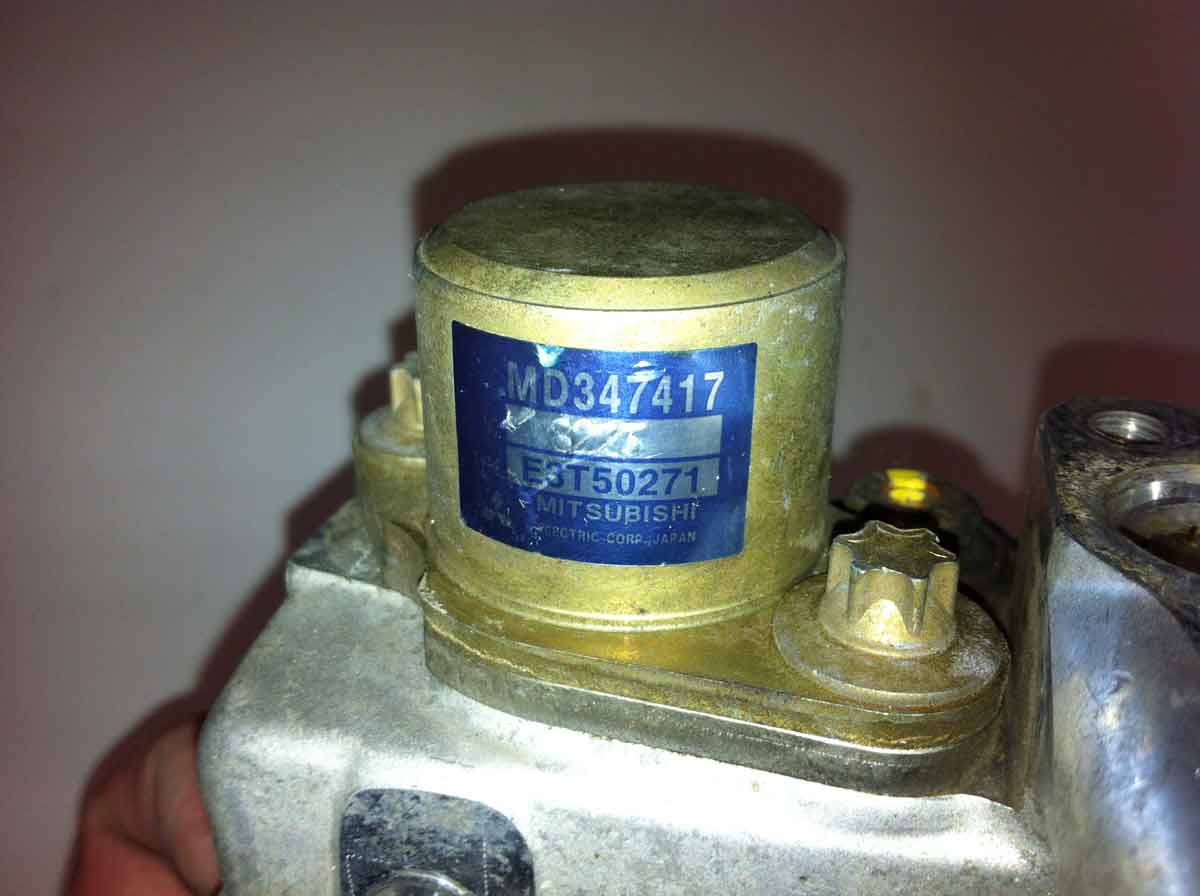 MD347417
E3T50271
MITSUBISHI
ELECTRIC CORP., JAPAN